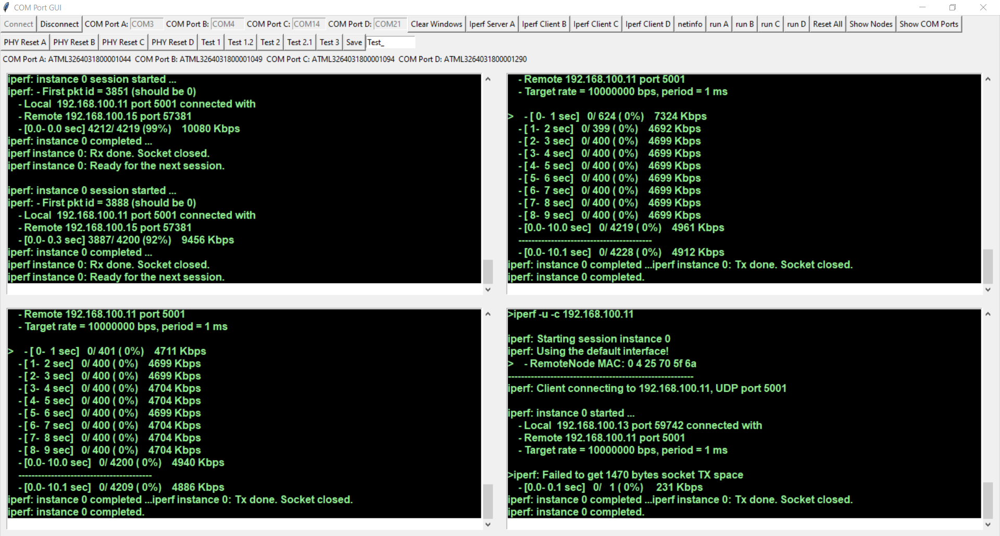 COM Port GUI
Connect Disconnect COM Port A: COM3 COM Port B: COM4 COM Port C: COM14 COM Port D: COM21 Clear Windows Iperf Server A Iperf Client B Iperf Client C Iperf Client D netinfo run A run B run C run D Reset All Show Nodes Show COM Ports
PHY Reset A PHY Reset B PHY Reset C PHY Reset D Test 1 Test 1.2 Test 2 Test 2.1 Test 3 Save Test_
COM Port A: ATML3264031800001044 COM Port B: ATML3264031800001049 COM Port C: ATML3264031800001094 COM Port D: ATML3264031800001290
iperf: instance 0 session started ...
iperf: - First pkt id = 3851 (should be 0)
- Local 192.168.100.11 port 5001 connected with
- Remote 192.168.100.15 port 57381
- [0.0- 0.0 sec] 4212/ 4219 (99%) 10080 Kbps
iperf: instance 0 completed ...
iperf instance 0: Rx done. Socket closed.
iperf instance 0: Ready for the next session.
iperf: instance 0 session started ...
iperf: - First pkt id = 3888 (should be 0)
- Local 192.168.100.11 port 5001 connected with
- Remote 192.168.100.15 port 57381
- [0.0- 0.3 sec] 3887/ 4200 (92%) 9456 Kbps
iperf: instance 0 completed ...
iperf instance 0: Rx done. Socket closed.
iperf instance 0: Ready for the next session.
- Remote 192.168.100.11 port 5001
- Target rate = 10000000 bps, period = 1 ms
> - [ 0- 1 sec] 0/ 624 ( 0%) 7324 Kbps
- [ 1- 2 sec] 0/ 399 ( 0%) 4692 Kbps
- [ 2- 3 sec] 0/ 400 ( 0%) 4699 Kbps
- [ 3- 4 sec] 0/ 400 ( 0%) 4699 Kbps
- [ 4- 5 sec] 0/ 400 ( 0%) 4699 Kbps
- [ 5- 6 sec] 0/ 400 ( 0%) 4699 Kbps
- [ 6- 7 sec] 0/ 400 ( 0%) 4699 Kbps
- [ 7- 8 sec] 0/ 400 ( 0%) 4699 Kbps
- [ 8- 9 sec] 0/ 400 ( 0%) 4699 Kbps
- [0.0- 10.0 sec] 0/ 4219 ( 0%) 4961 Kbps
-----------------------------------------
- [0.0- 10.1 sec] 0/ 4228 ( 0%) 4912 Kbps
iperf: instance 0 completed ...iperf instance 0: Tx done. Socket closed.
iperf: instance 0 completed.
- Remote 192.168.100.11 port 5001
- Target rate = 10000000 bps, period = 1 ms
> - [ 0- 1 sec] 0/ 401 ( 0%) 4711 Kbps
- [ 1- 2 sec] 0/ 400 ( 0%) 4699 Kbps
- [ 2- 3 sec] 0/ 400 ( 0%) 4699 Kbps
- [ 3- 4 sec] 0/ 400 ( 0%) 4704 Kbps
- [ 4- 5 sec] 0/ 400 ( 0%) 4704 Kbps
- [ 5- 6 sec] 0/ 400 ( 0%) 4699 Kbps
- [ 6- 7 sec] 0/ 400 ( 0%) 4704 Kbps
- [ 7- 8 sec] 0/ 400 ( 0%) 4704 Kbps
- [ 8- 9 sec] 0/ 400 ( 0%) 4704 Kbps
- [0.0- 10.0 sec] 0/ 4200 ( 0%) 4940 Kbps
-----------------------------------------
- [0.0- 10.1 sec] 0/ 4209 ( 0%) 4886 Kbps
iperf: instance 0 completed ...iperf instance 0: Tx done. Socket closed.
iperf: instance 0 completed.
>iperf -u -c 192.168.100.11
iperf: Starting session instance 0
iperf: Using the default interface!
> - RemoteNode MAC: 0 4 25 70 5f 6a
---------------------------------------------------------
iperf: Client connecting to 192.168.100.11, UDP port 5001
iperf: instance 0 started ...
- Local 192.168.100.13 port 59742 connected with
- Remote 192.168.100.11 port 5001
- Target rate = 10000000 bps, period = 1 ms
>iperf: Failed to get 1470 bytes socket TX space
- [0.0- 0.1 sec] 0/ 1 ( 0%) 231 Kbps
iperf: instance 0 completed ...iperf instance 0: Tx done. Socket closed.
iperf: instance 0 completed.